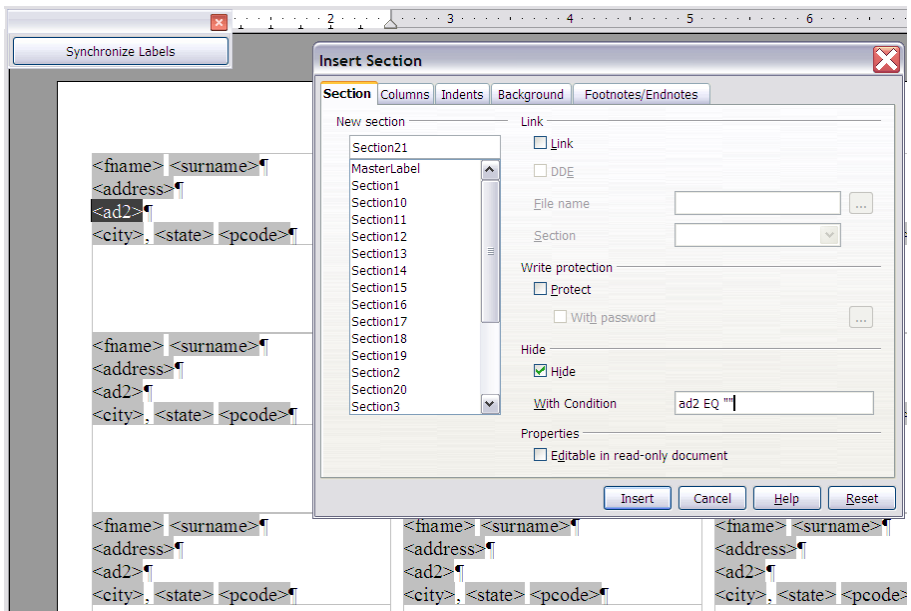 2 3 4 5 6
Synchronize Labels
Insert Section
Section Columns Indents Background Footnotes/Endnotes
New section
Section21
MasterLabel
Section1
Section10
Section11
Section12
Section13
Section14
Section15
Section16
Section17
Section18
Section19
Section2
Section20
Section3
Link
Link
DDE
File name
...
Section
Write protection
Protect
With password
...
Hide
Hide
With Condition ad2 EQ ""
Properties
Editable in read-only document
Insert Cancel Help Reset
<fname> <surname>¶
<address>¶
<ad2>¶
<city>, <state> <pcode>¶
<fname> <surname>¶
<address>¶
<ad2>¶
<city>, <state> <pcode>¶
<fname> <surname>¶
<address>¶
<ad2>¶
<city>, <state> <pcode>¶
<fname> <surname>¶
<address>¶
<ad2>¶
<city>, <state> <pcode>¶
<fname> <surname>¶
<address>¶
<ad2>¶
<city>, <state> <pcode>